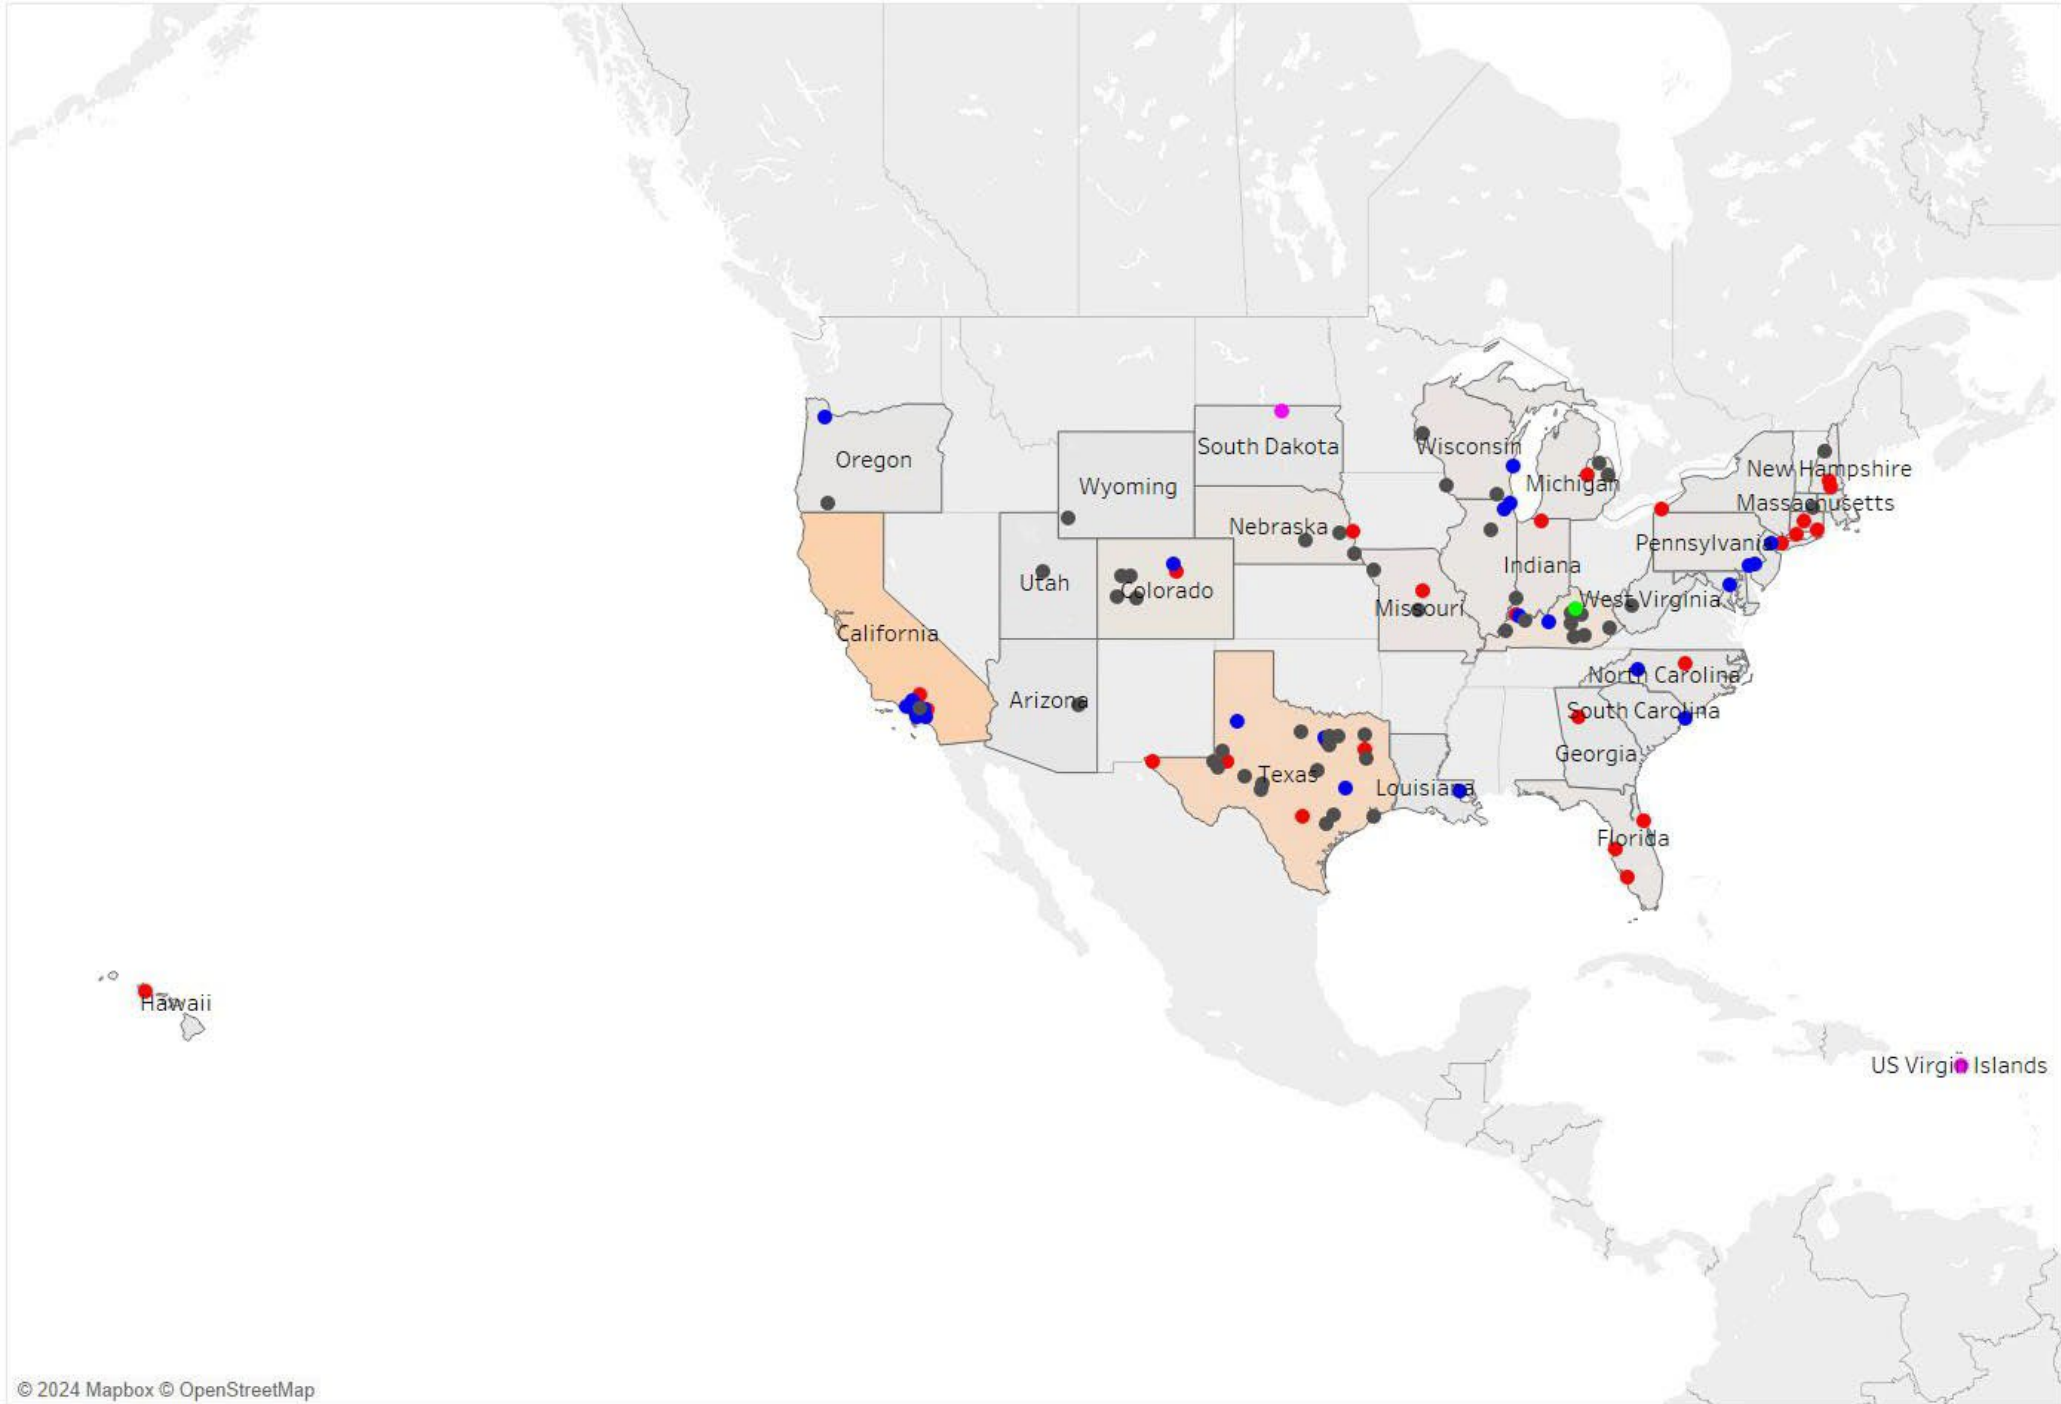 South Dakota
Wisconsin
Oregon
New Hampshire
Michigan
Wyoming
Massachusetts
Nebraska
Pennsylvania
Indiana
Utah
Colorado
West Virginia
Missouri
California
North Carolina
Arizona
South Carolina
Georgia
Texas
Louisiana
Florida
Hawaii
US Virgin Islands
© 2024 Mapbox © OpenStreetMap